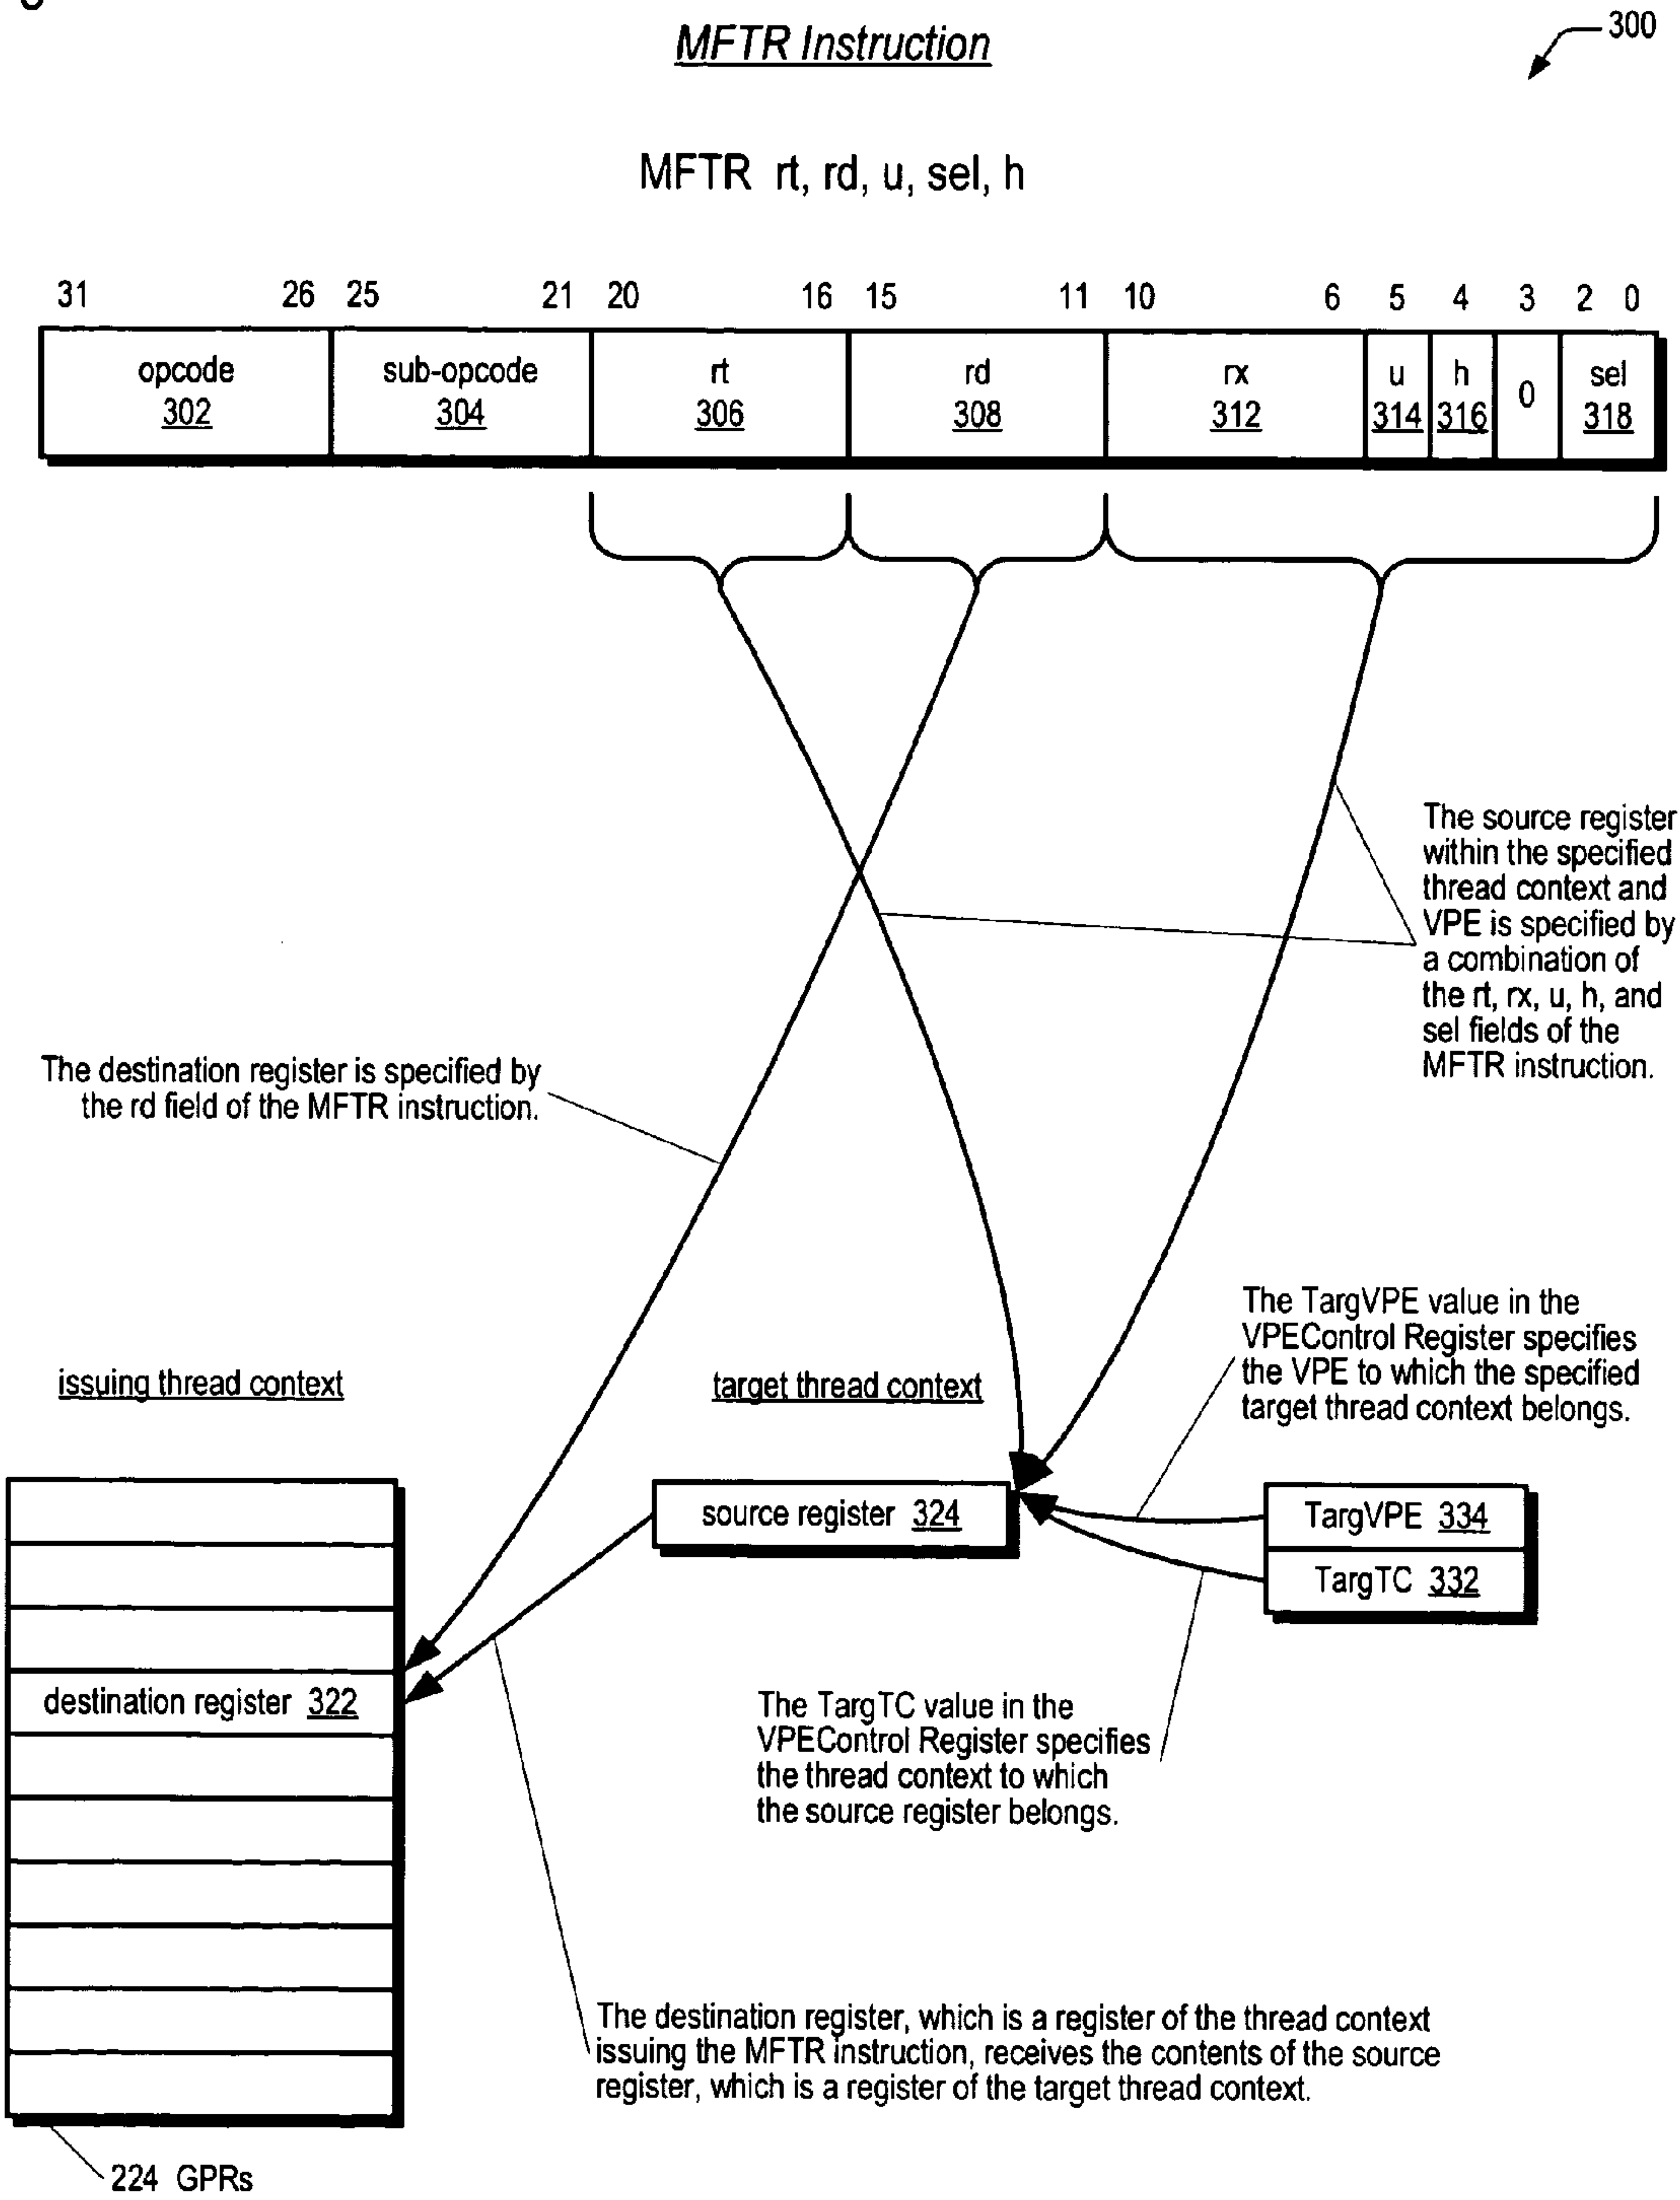 MFTR Instruction
300
MFTR rt, rd, u, sel, h
31 26 25 21 20 16 15 11 10 6 5 4 3 2 0
opcode sub-opcode rt rd rx u h 0 sel
302 304 306 308 312 314 316 318
The source register
within the specified
thread context and
VPE is specified by
a combination of
the rt, rx, u, h, and
sel fields of the
MFTR instruction.
The destination register is specified by
the rd field of the MFTR instruction.
The TargVPE value in the
VPEControl Register specifies
the VPE to which the specified
target thread context belongs.
issuing thread context
target thread context
source register 324
TargVPE 334
TargTC 332
destination register 322
The TargTC value in the
VPEControl Register specifies
the thread context to which
the source register belongs.
The destination register, which is a register of the thread context
issuing the MFTR instruction, receives the contents of the source
register, which is a register of the target thread context.
224 GPRs